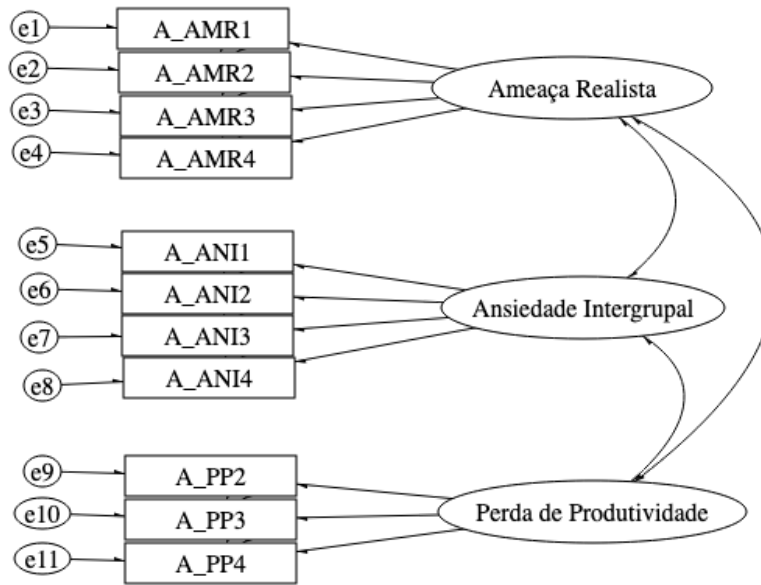 e1
A_AMR1
e2
A_AMR2
e3
A_AMR3
e4
A_AMR4
Ameaça Realista
e5
A_ANI1
e6
A_ANI2
e7
A_ANI3
e8
A_ANI4
Ansiedade Intergrupal
e9
A_PP2
e10
A_PP3
e11
A_PP4
Perda de Produtividade